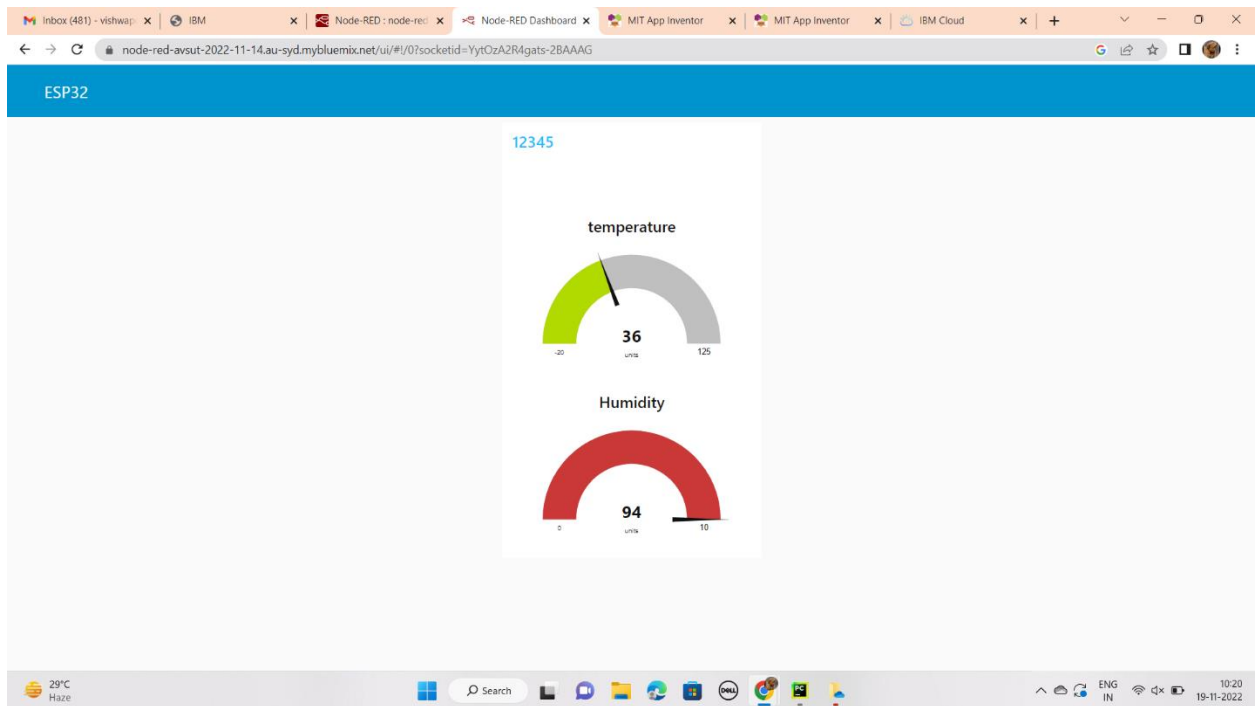 Inbox (481) - vishwap
IBM
Node-RED : node-red
Node-RED Dashboard
MIT App Inventor
MIT App Inventor
IBM Cloud
node-red-avsut-2022-11-14.au-syd.mybluemix.net/ui/#!/0?socketid=YytOzA2R4gats-2BAAAG
ESP32
12345
temperature
36
-20 units 125
Humidity
94
0 units 10
29°C
Haze
Search
DELL
PC
ENG
IN
10:20
19-11-2022